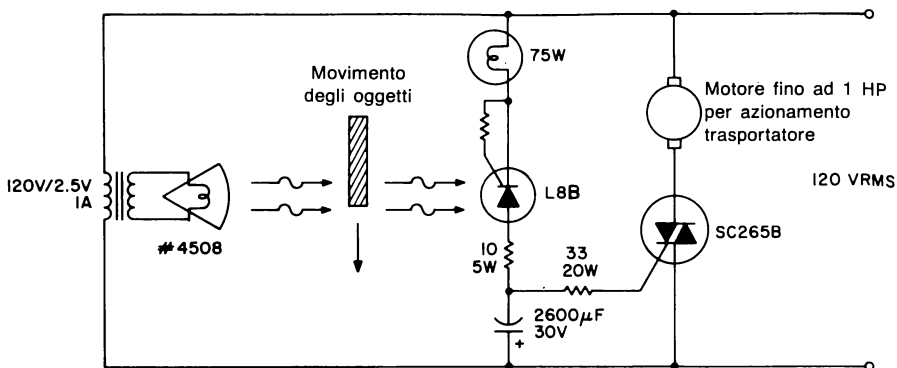 75W
Movimento
degli oggetti
Motore fino ad 1 HP
per azionamento
trasportatore
120V/2.5V
1A
120 VRMS
L8B
#4508
SC265B
10
5W
33
20W
2600μF
30V
+